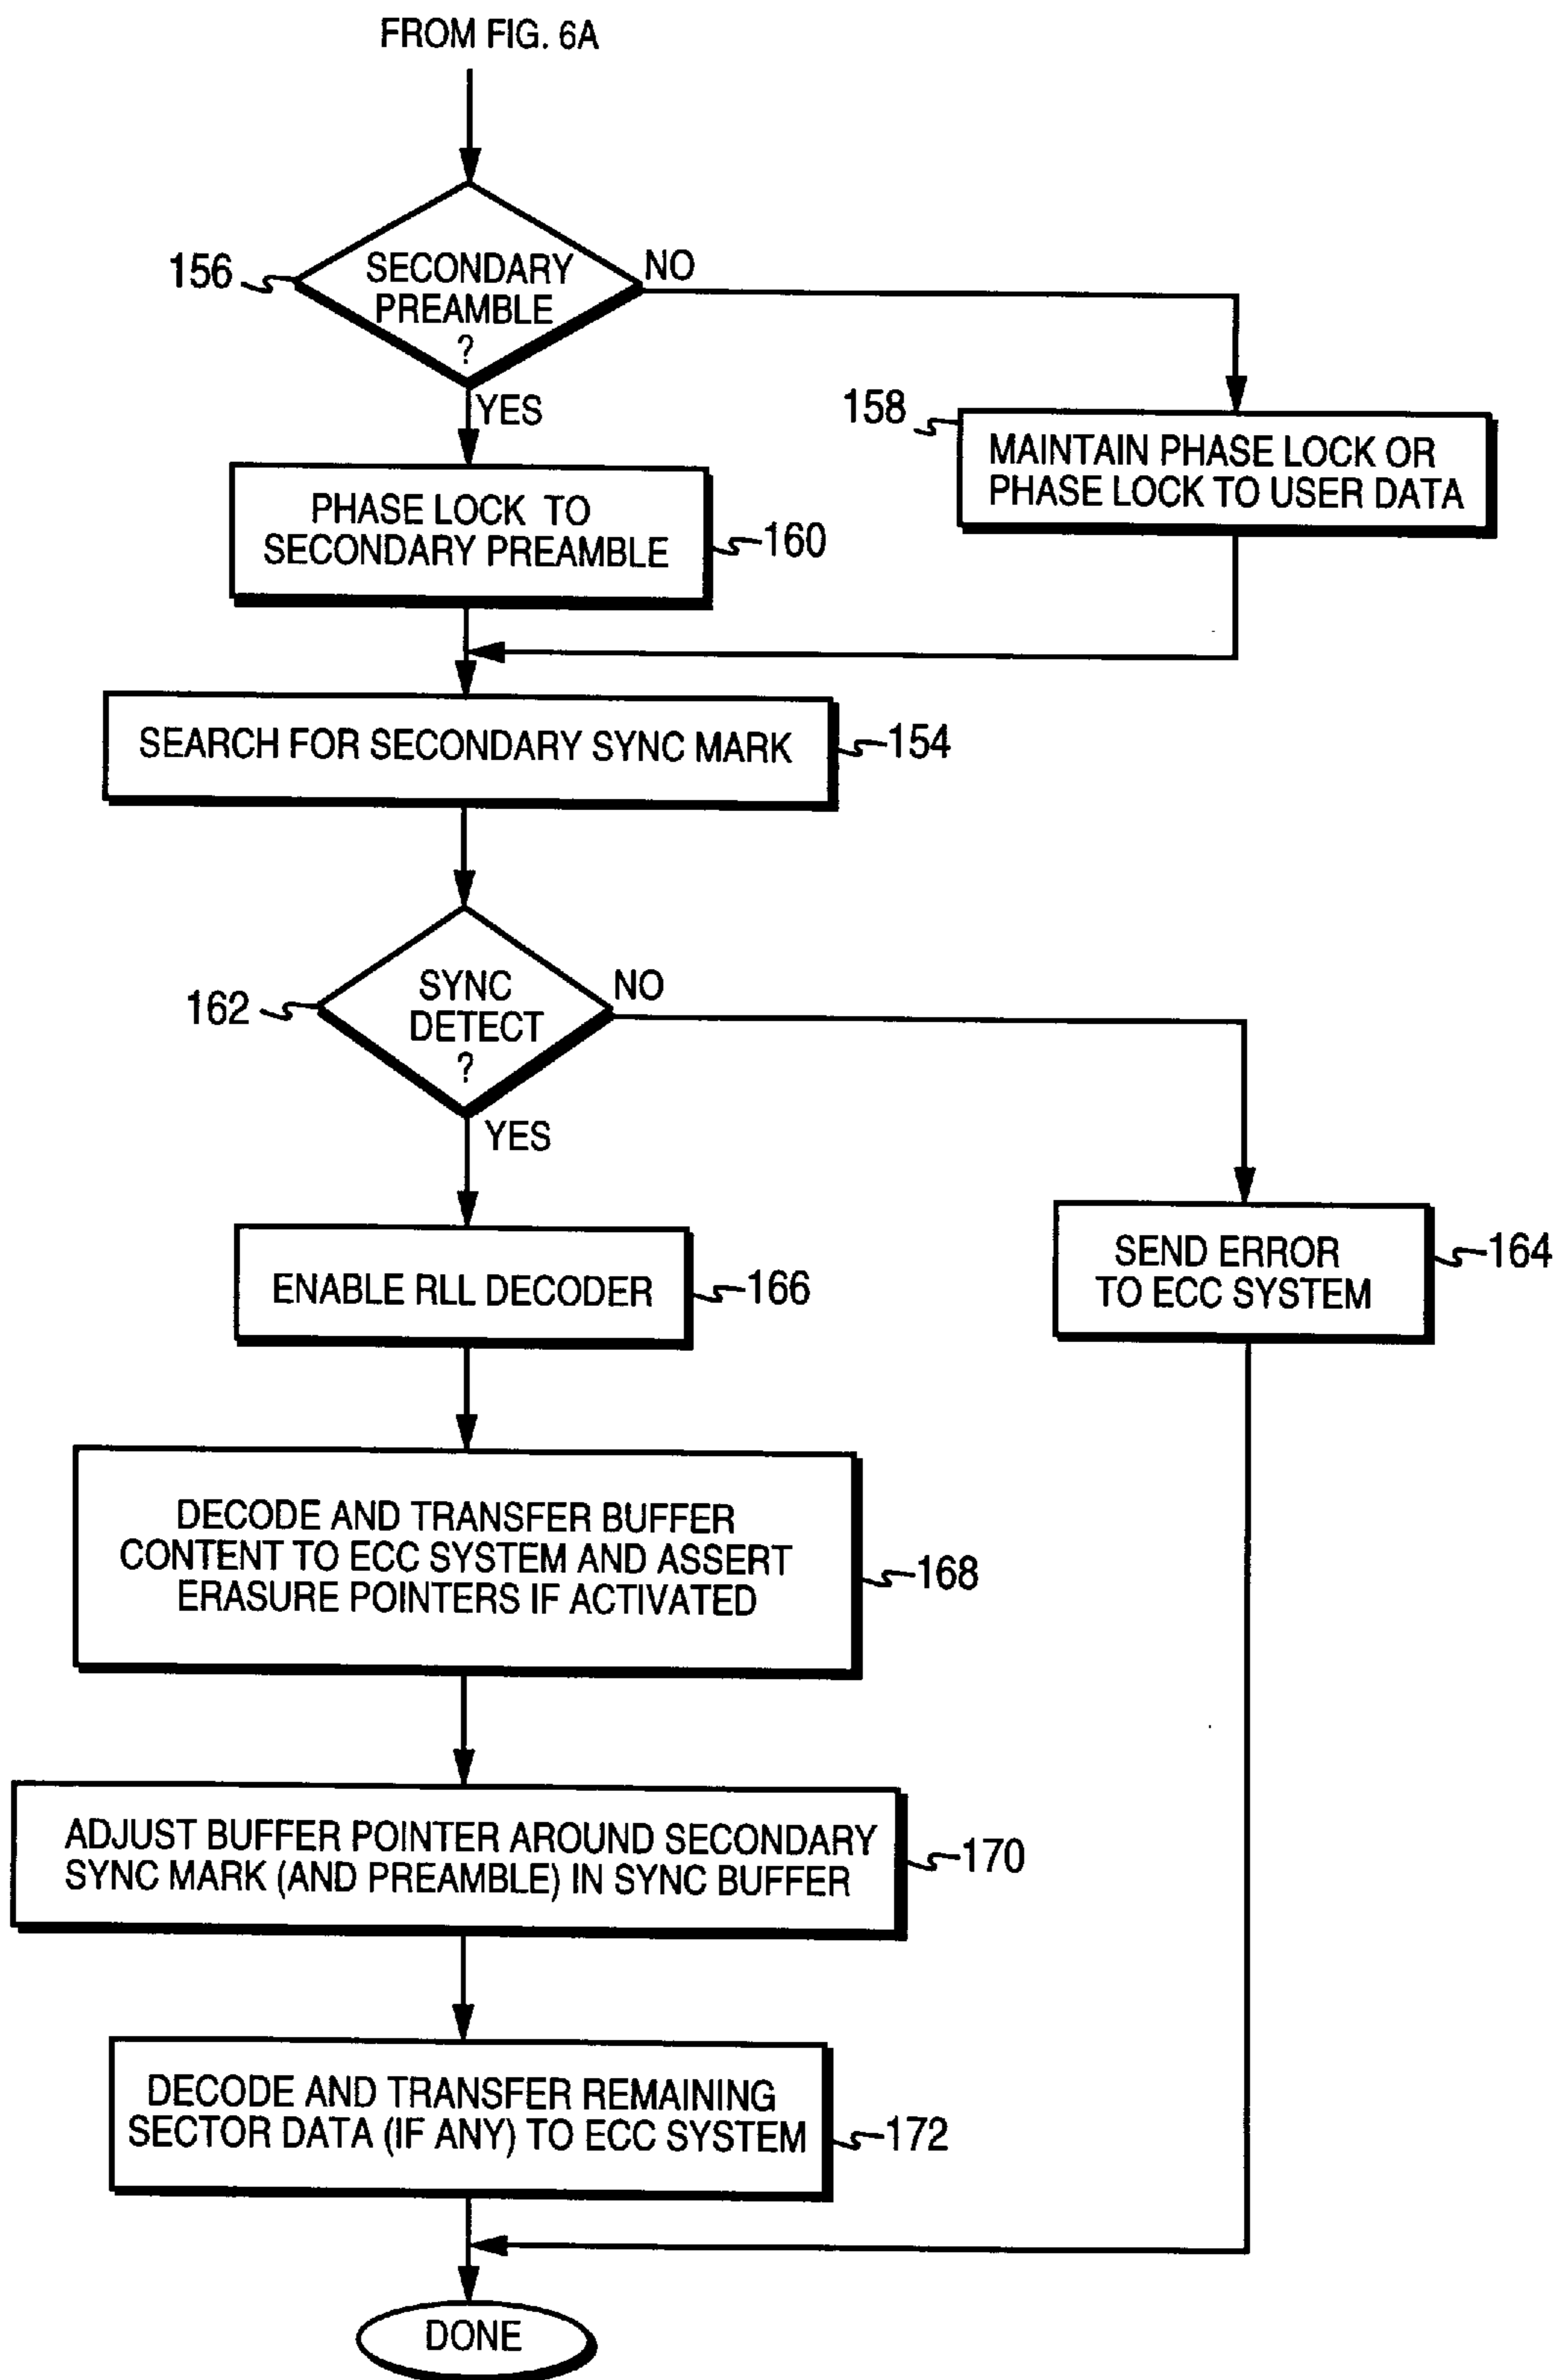 FROM FIG. 6A
156
SECONDARY
PREAMBLE
?
NO
YES
158
MAINTAIN PHASE LOCK OR
PHASE LOCK TO USER DATA
PHASE LOCK TO
SECONDARY PREAMBLE
160
SEARCH FOR SECONDARY SYNC MARK
154
162
SYNC
DETECT
?
NO
YES
SEND ERROR
TO ECC SYSTEM
164
ENABLE RLL DECODER
166
DECODE AND TRANSFER BUFFER
CONTENT TO ECC SYSTEM AND ASSERT
ERASURE POINTERS IF ACTIVATED
168
ADJUST BUFFER POINTER AROUND SECONDARY
SYNC MARK (AND PREAMBLE) IN SYNC BUFFER
170
DECODE AND TRANSFER REMAINING
SECTOR DATA (IF ANY) TO ECC SYSTEM
172
DONE